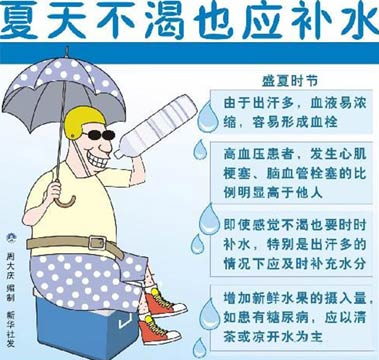 夏天不渴也应补水
盛夏时节
由于出汗多，血液易浓
缩，容易形成血栓
高血压患者，发生心肌
梗塞、脑血管栓塞的比
例明显高于他人
即使感觉不渴也要时时
补水，特别是出汗多的
情况下应及时补充水分
增加新鲜水果的摄入量，
如患有糖尿病，应以清
茶或凉开水为主
周大庆 编制 新华社发